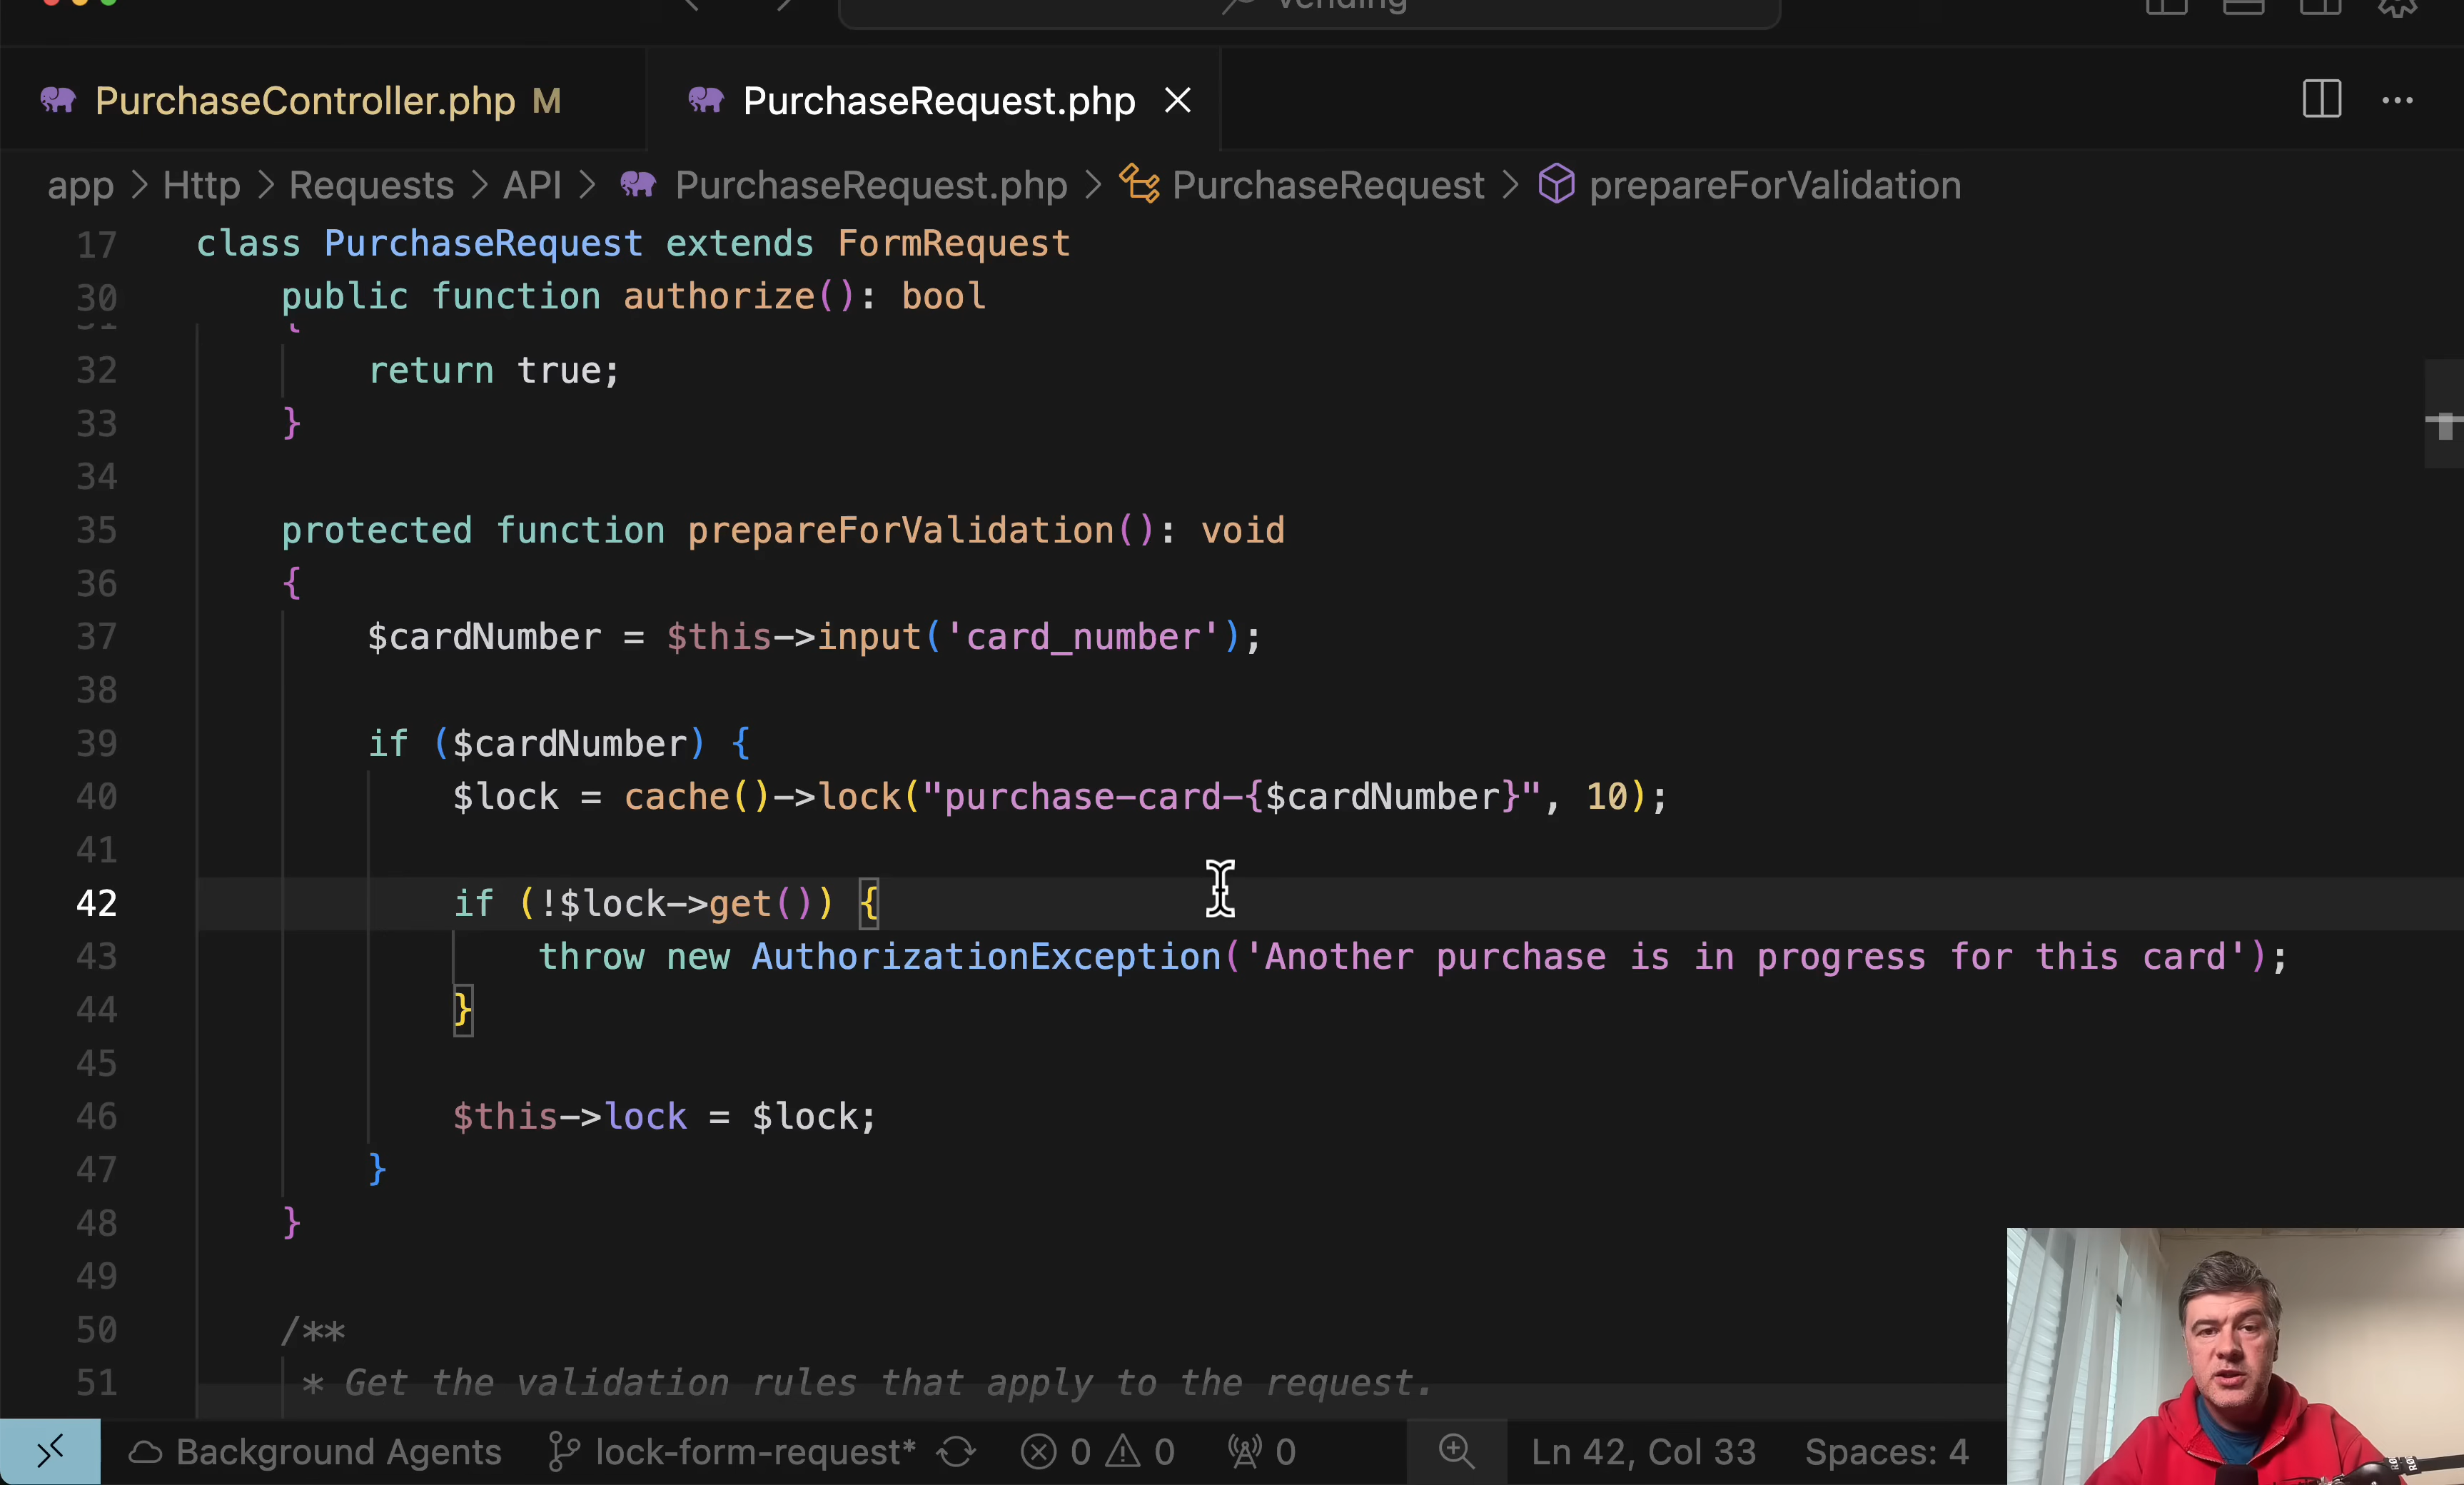 vending
PurchaseController.php M
PurchaseRequest.php
app > Http > Requests > API > PurchaseRequest.php > PurchaseRequest > prepareForValidation
17 class PurchaseRequest extends FormRequest
30 public function authorize(): bool
31 {
32 return true;
33 }
34
35 protected function prepareForValidation(): void
36 {
37 $cardNumber = $this->input('card_number');
38
39 if ($cardNumber) {
40 $lock = cache()->lock("purchase-card-{$cardNumber}", 10);
41
42 if (!$lock->get()) {
43 throw new AuthorizationException('Another purchase is in progress for this card');
44 }
45
46 $this->lock = $lock;
47 }
48 }
49
50 /**
51 * Get the validation rules that apply to the request.
Background Agents lock-form-request* 0 0 0 Ln 42, Col 33 Spaces: 4